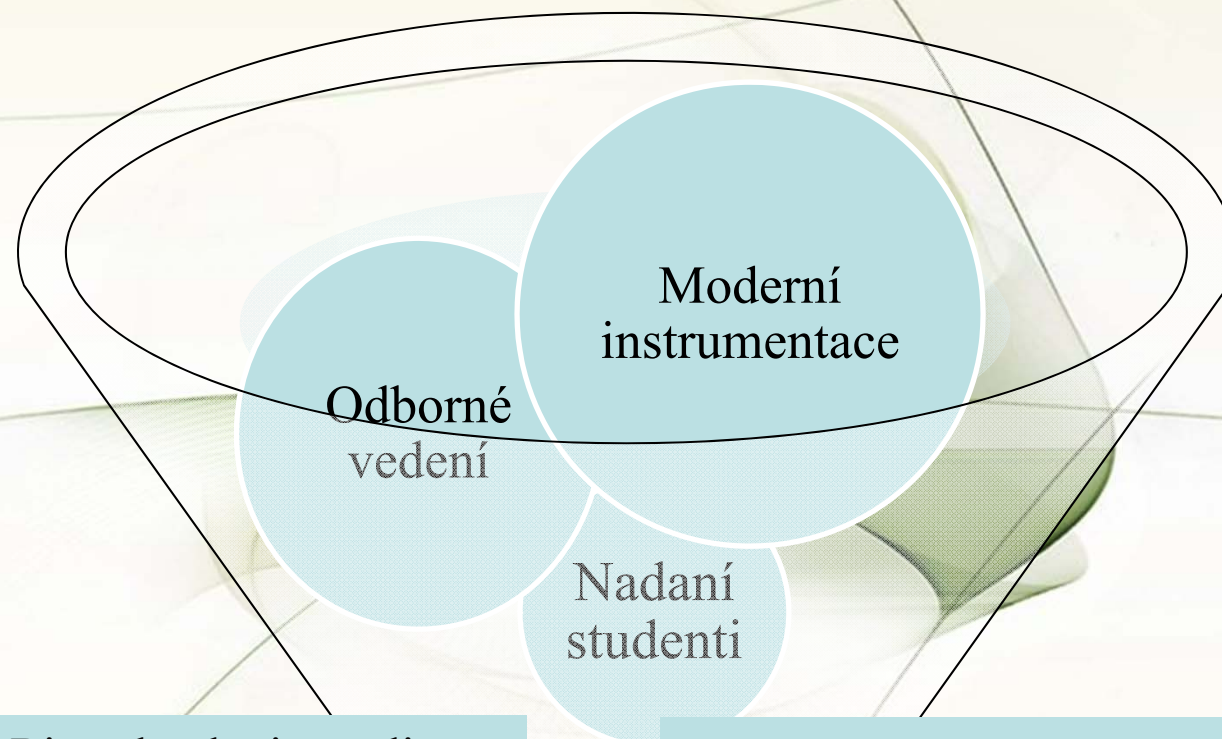 Moderní
instrumentace
Odborné
vedení
Nadaní
studenti